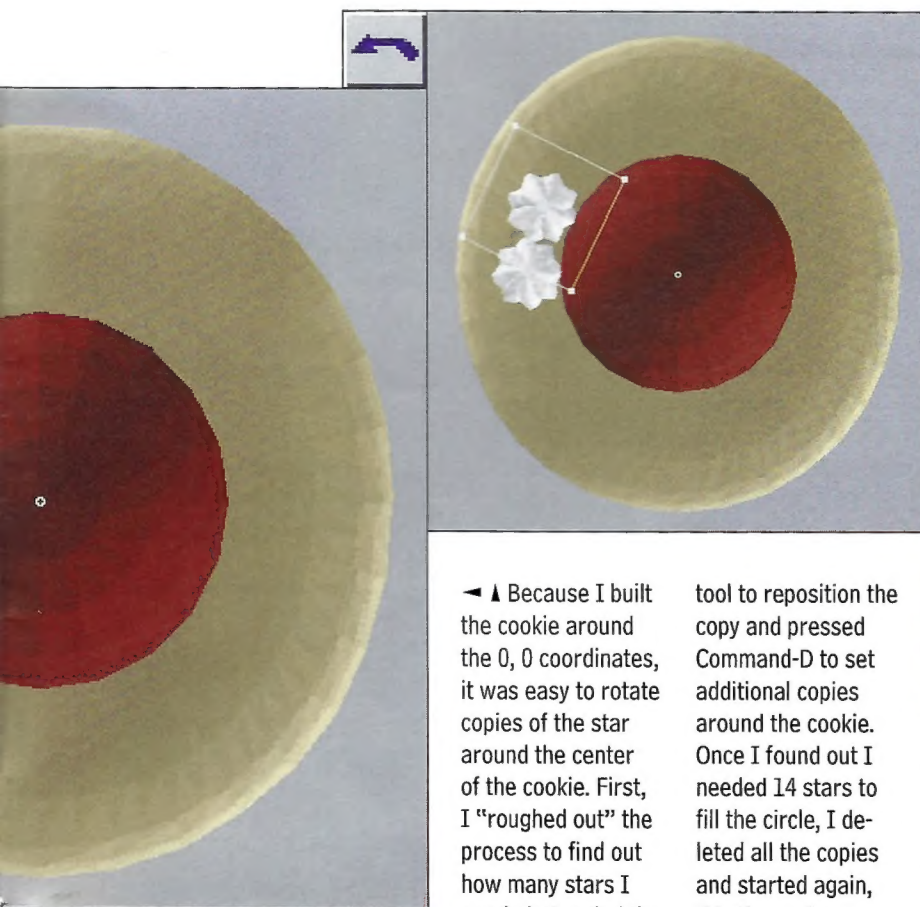 ◄ ▲ Because I built
the cookie around
the 0, 0 coordinates,
it was easy to rotate
copies of the star
around the center
of the cookie. First,
I “roughed out” the
process to find out
how many stars I
tool to reposition the
copy and pressed
Command-D to set
additional copies
around the cookie.
Once I found out I
needed 14 stars to
fill the circle, I de-
leted all the copies
and started again,